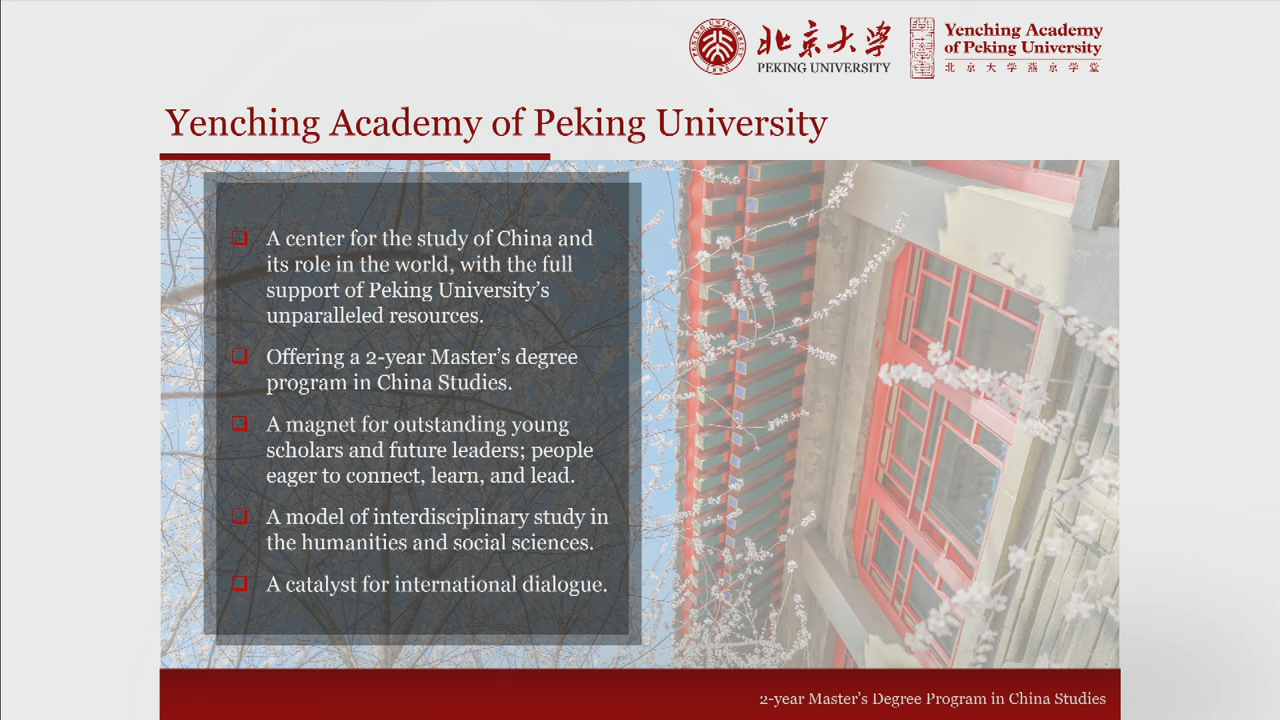 PEKING UNIVERSITY
1898
北京大学
PEKING UNIVERSITY
Yenching Academy
of Peking University
北京大学燕京学堂
Yenching Academy of Peking University
A center for the study of China and
its role in the world, with the full
support of Peking University’s
unparalleled resources.
Offering a 2-year Master’s degree
program in China Studies.
A magnet for outstanding young
scholars and future leaders; people
eager to connect, learn, and lead.
A model of interdisciplinary study in
the humanities and social sciences.
A catalyst for international dialogue.
2-year Master’s Degree Program in China Studies